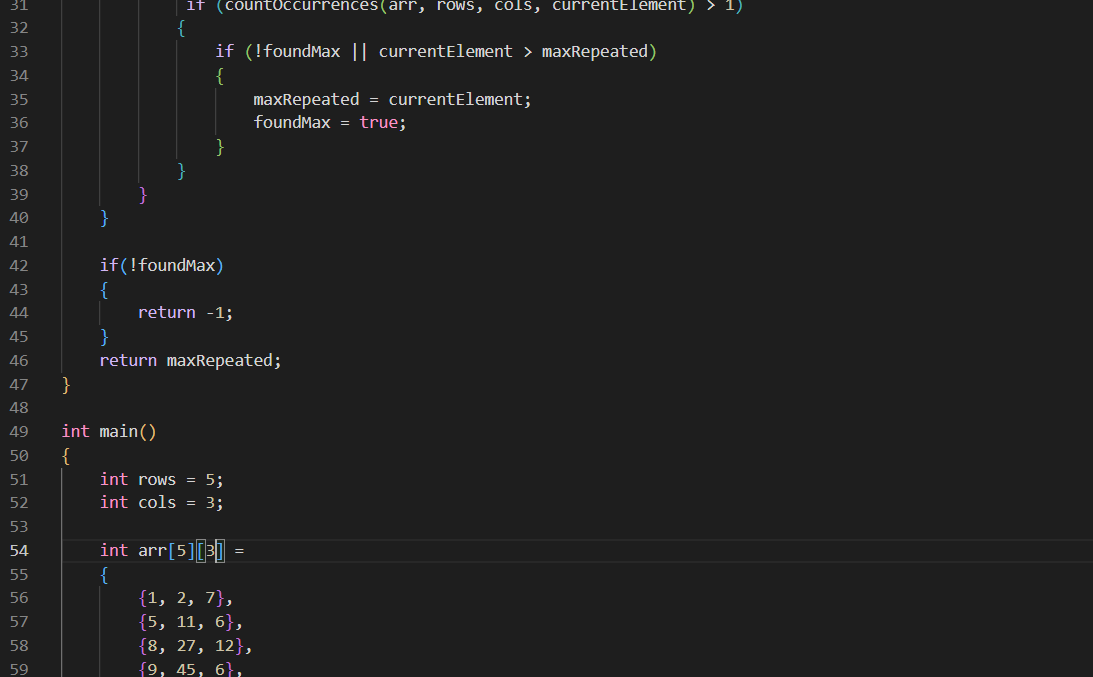 31 if (countOccurrences(arr, rows, cols, currentElement) > 1)
32 {
33 if (!foundMax || currentElement > maxRepeated)
34 {
35 maxRepeated = currentElement;
36 foundMax = true;
37 }
38 }
39 }
40 }
41
42 if(!foundMax)
43 {
44 return -1;
45 }
46 return maxRepeated;
47 }
48
49 int main()
50 {
51 int rows = 5;
52 int cols = 3;
53
54 int arr[5][3] =
55 {
56 {1, 2, 7},
57 {5, 11, 6},
58 {8, 27, 12},
59 {9, 45, 6},